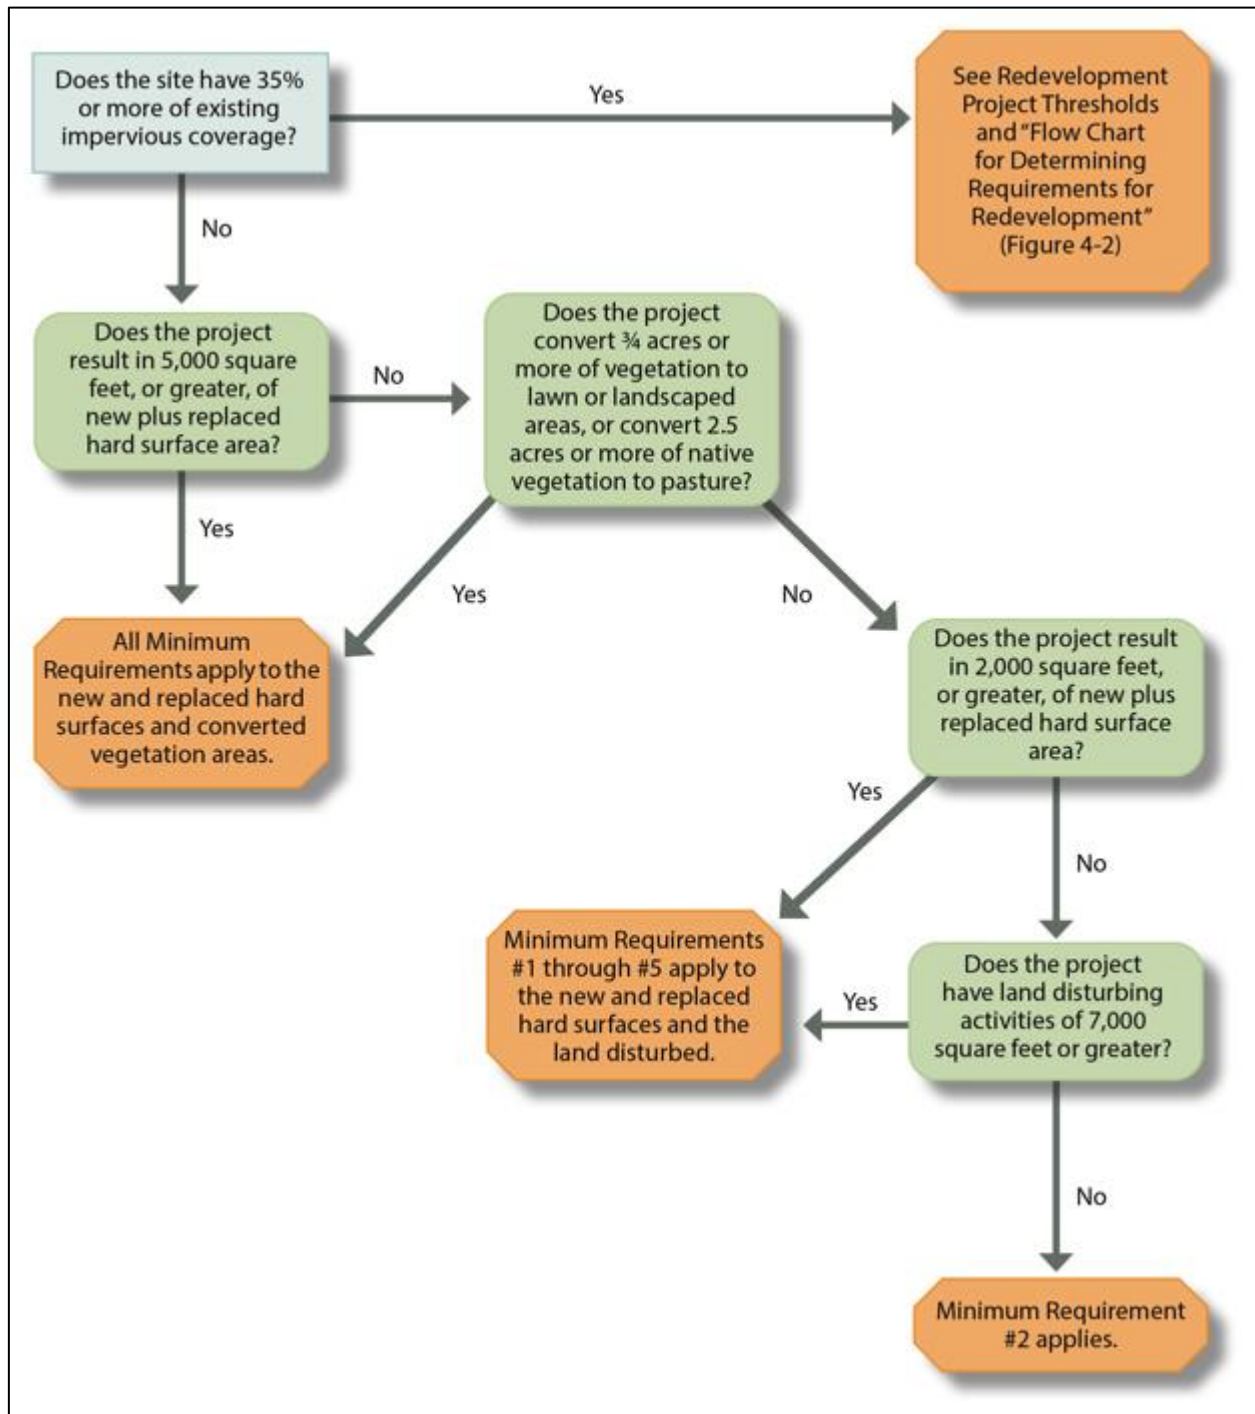 Does the site have 35%
or more of existing
impervious coverage?
Yes
See Redevelopment
Project Thresholds
and “Flow Chart
for Determining
Requirements for
Redevelopment”
(Figure 4-2)
No
Does the project
result in 5,000 square
feet, or greater, of
new plus replaced
hard surface area?
No
Does the project
convert ¾ acres or
more of vegetation to
lawn or landscaped
areas, or convert 2.5
acres or more of native
vegetation to pasture?
Yes
Yes
No
All Minimum
Requirements apply to the
new and replaced hard
surfaces and converted
vegetation areas.
Does the project result
in 2,000 square feet,
or greater, of new plus
replaced hard surface
area?
Yes
No
Minimum Requirements
#1 through #5 apply to
the new and replaced
hard surfaces and the
land disturbed.
Yes
Does the project
have land disturbing
activities of 7,000
square feet or greater?
No
Minimum Requirement
#2 applies.